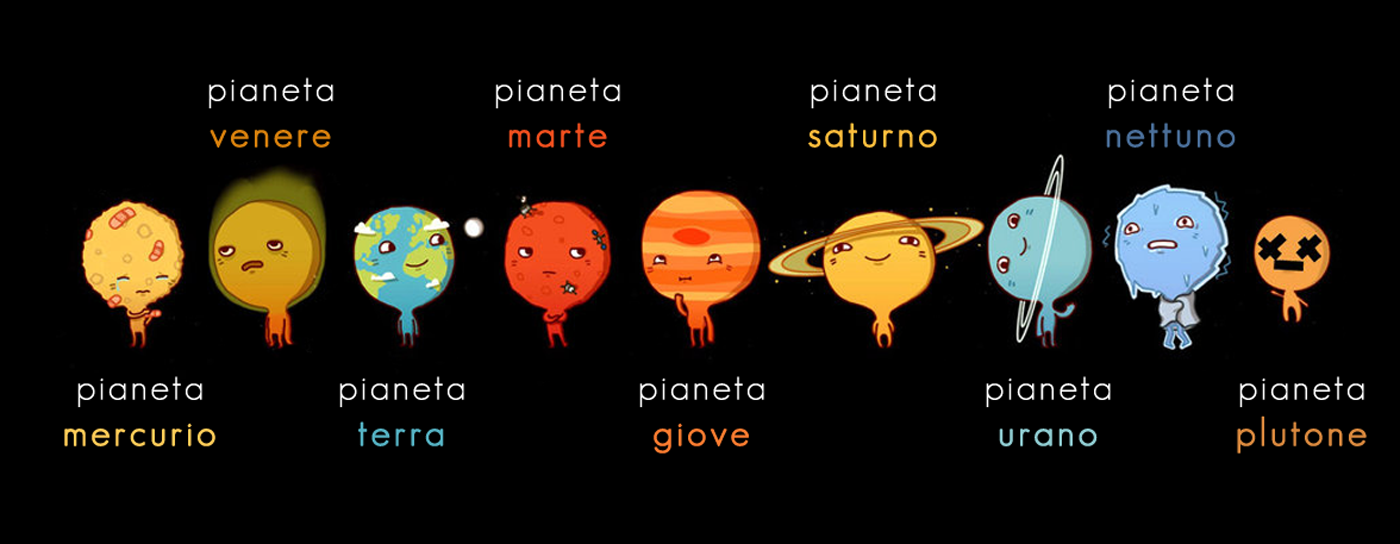 pianeta
venere
pianeta
marte
pianeta
saturno
pianeta
nettuno
pianeta
mercurio
pianeta
terra
pianeta
giove
pianeta
urano
pianeta
plutone